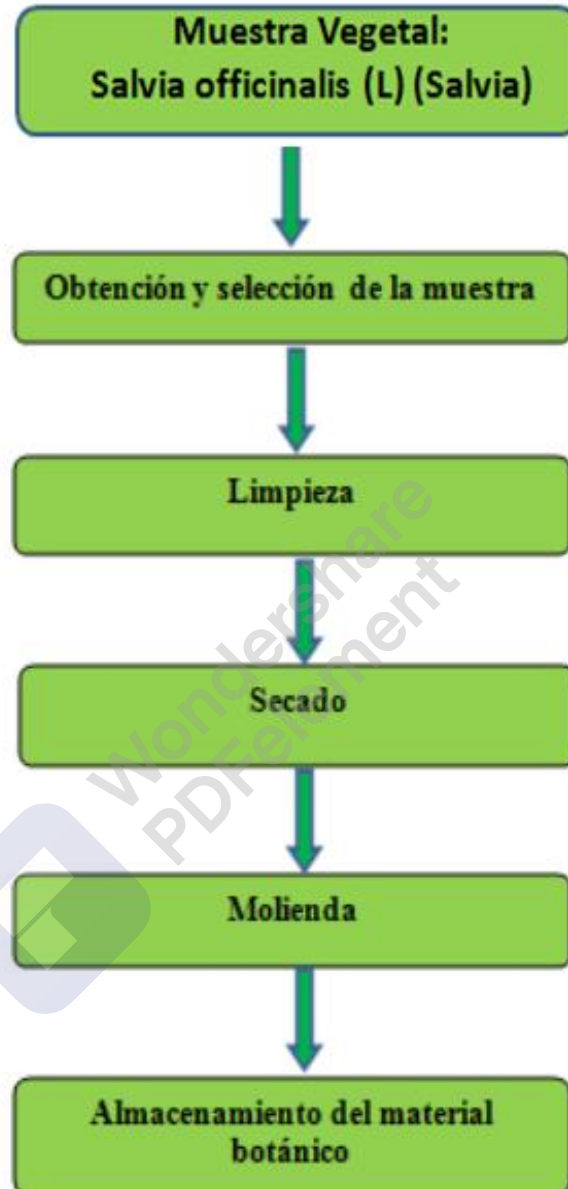 Muestra Vegetal:
Salvia officinalis (L) (Salvia)
Obtención y selección de la muestra
Limpieza
Secado
Molienda
Almacenamiento del material
botánico
Wondershare
PDFelement